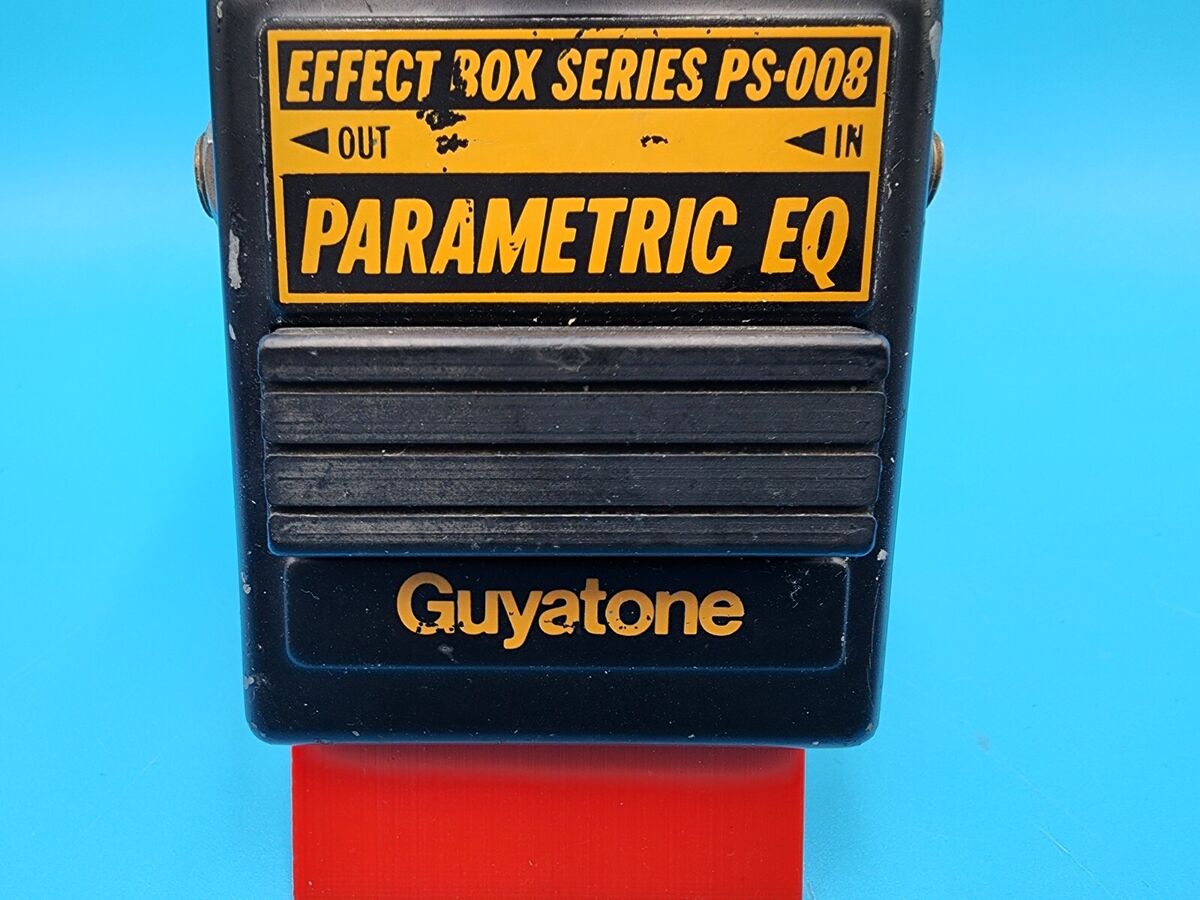 EFFECT BOX SERIES PS-008
OUT IN
PARAMETRIC EQ
Guyatone